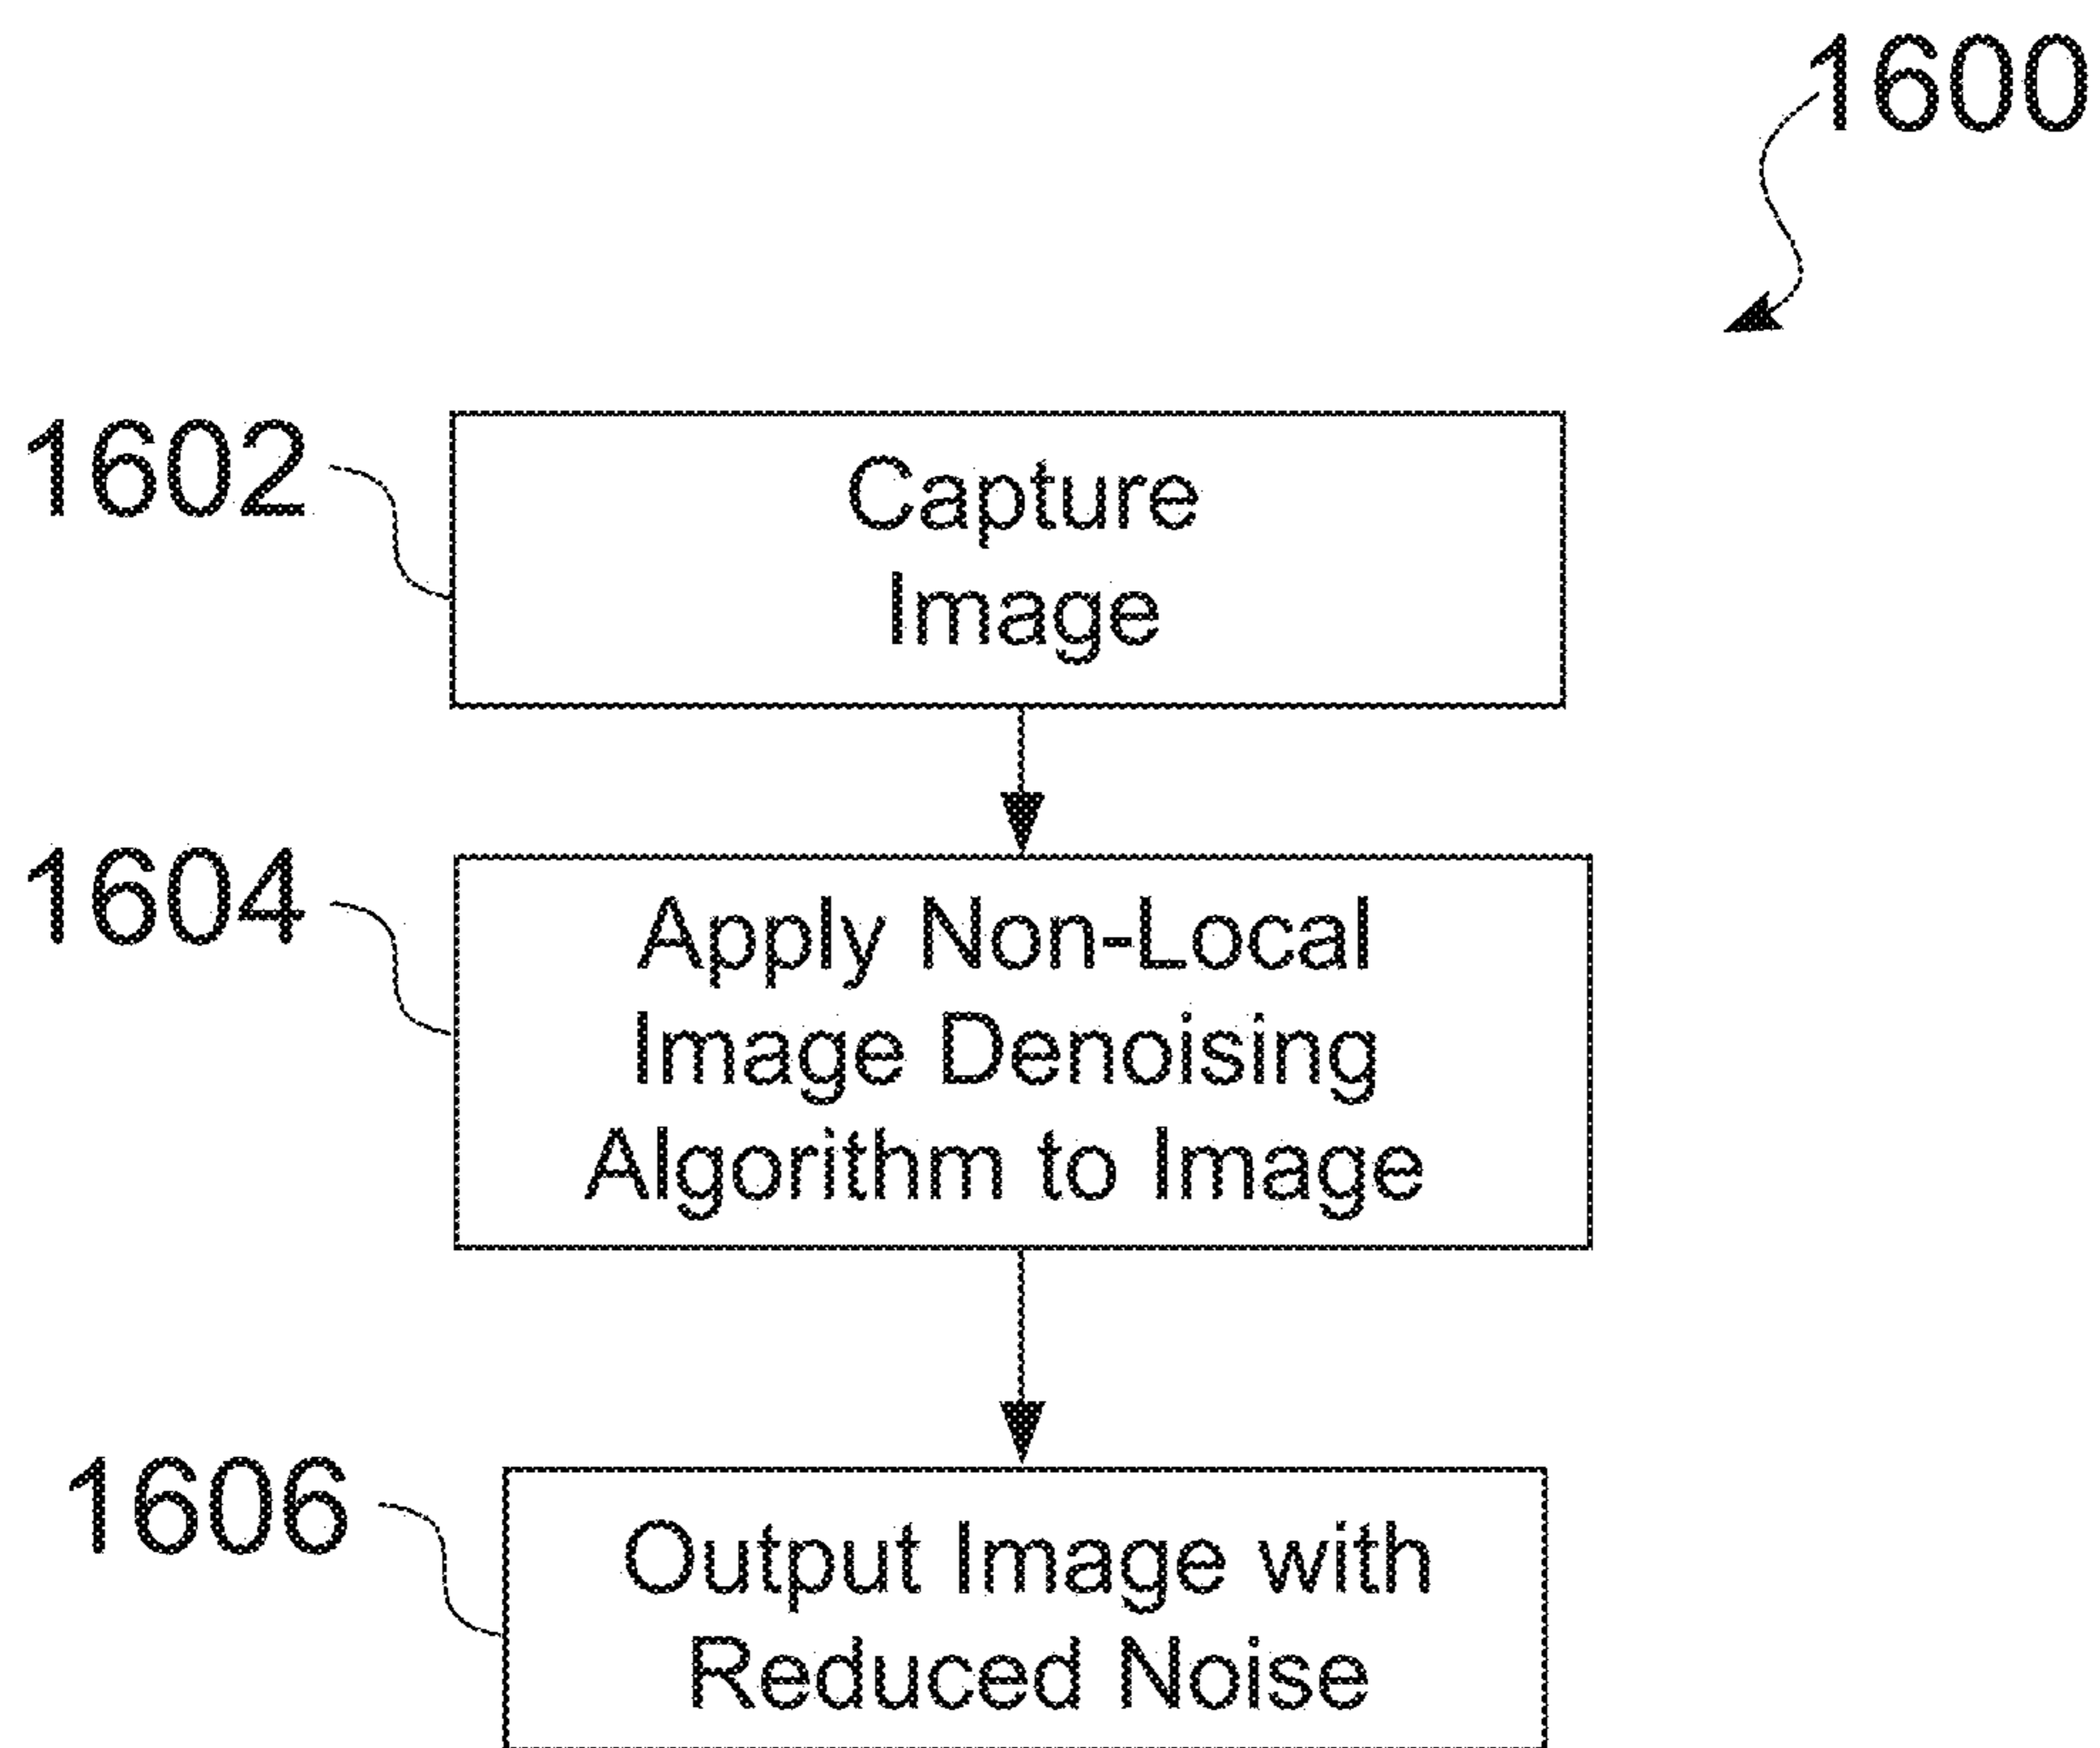 1600
1602
Capture
Image
1604
Apply Non-Local
Image Denoising
Algorithm to Image
1606
Output Image with
Reduced Noise